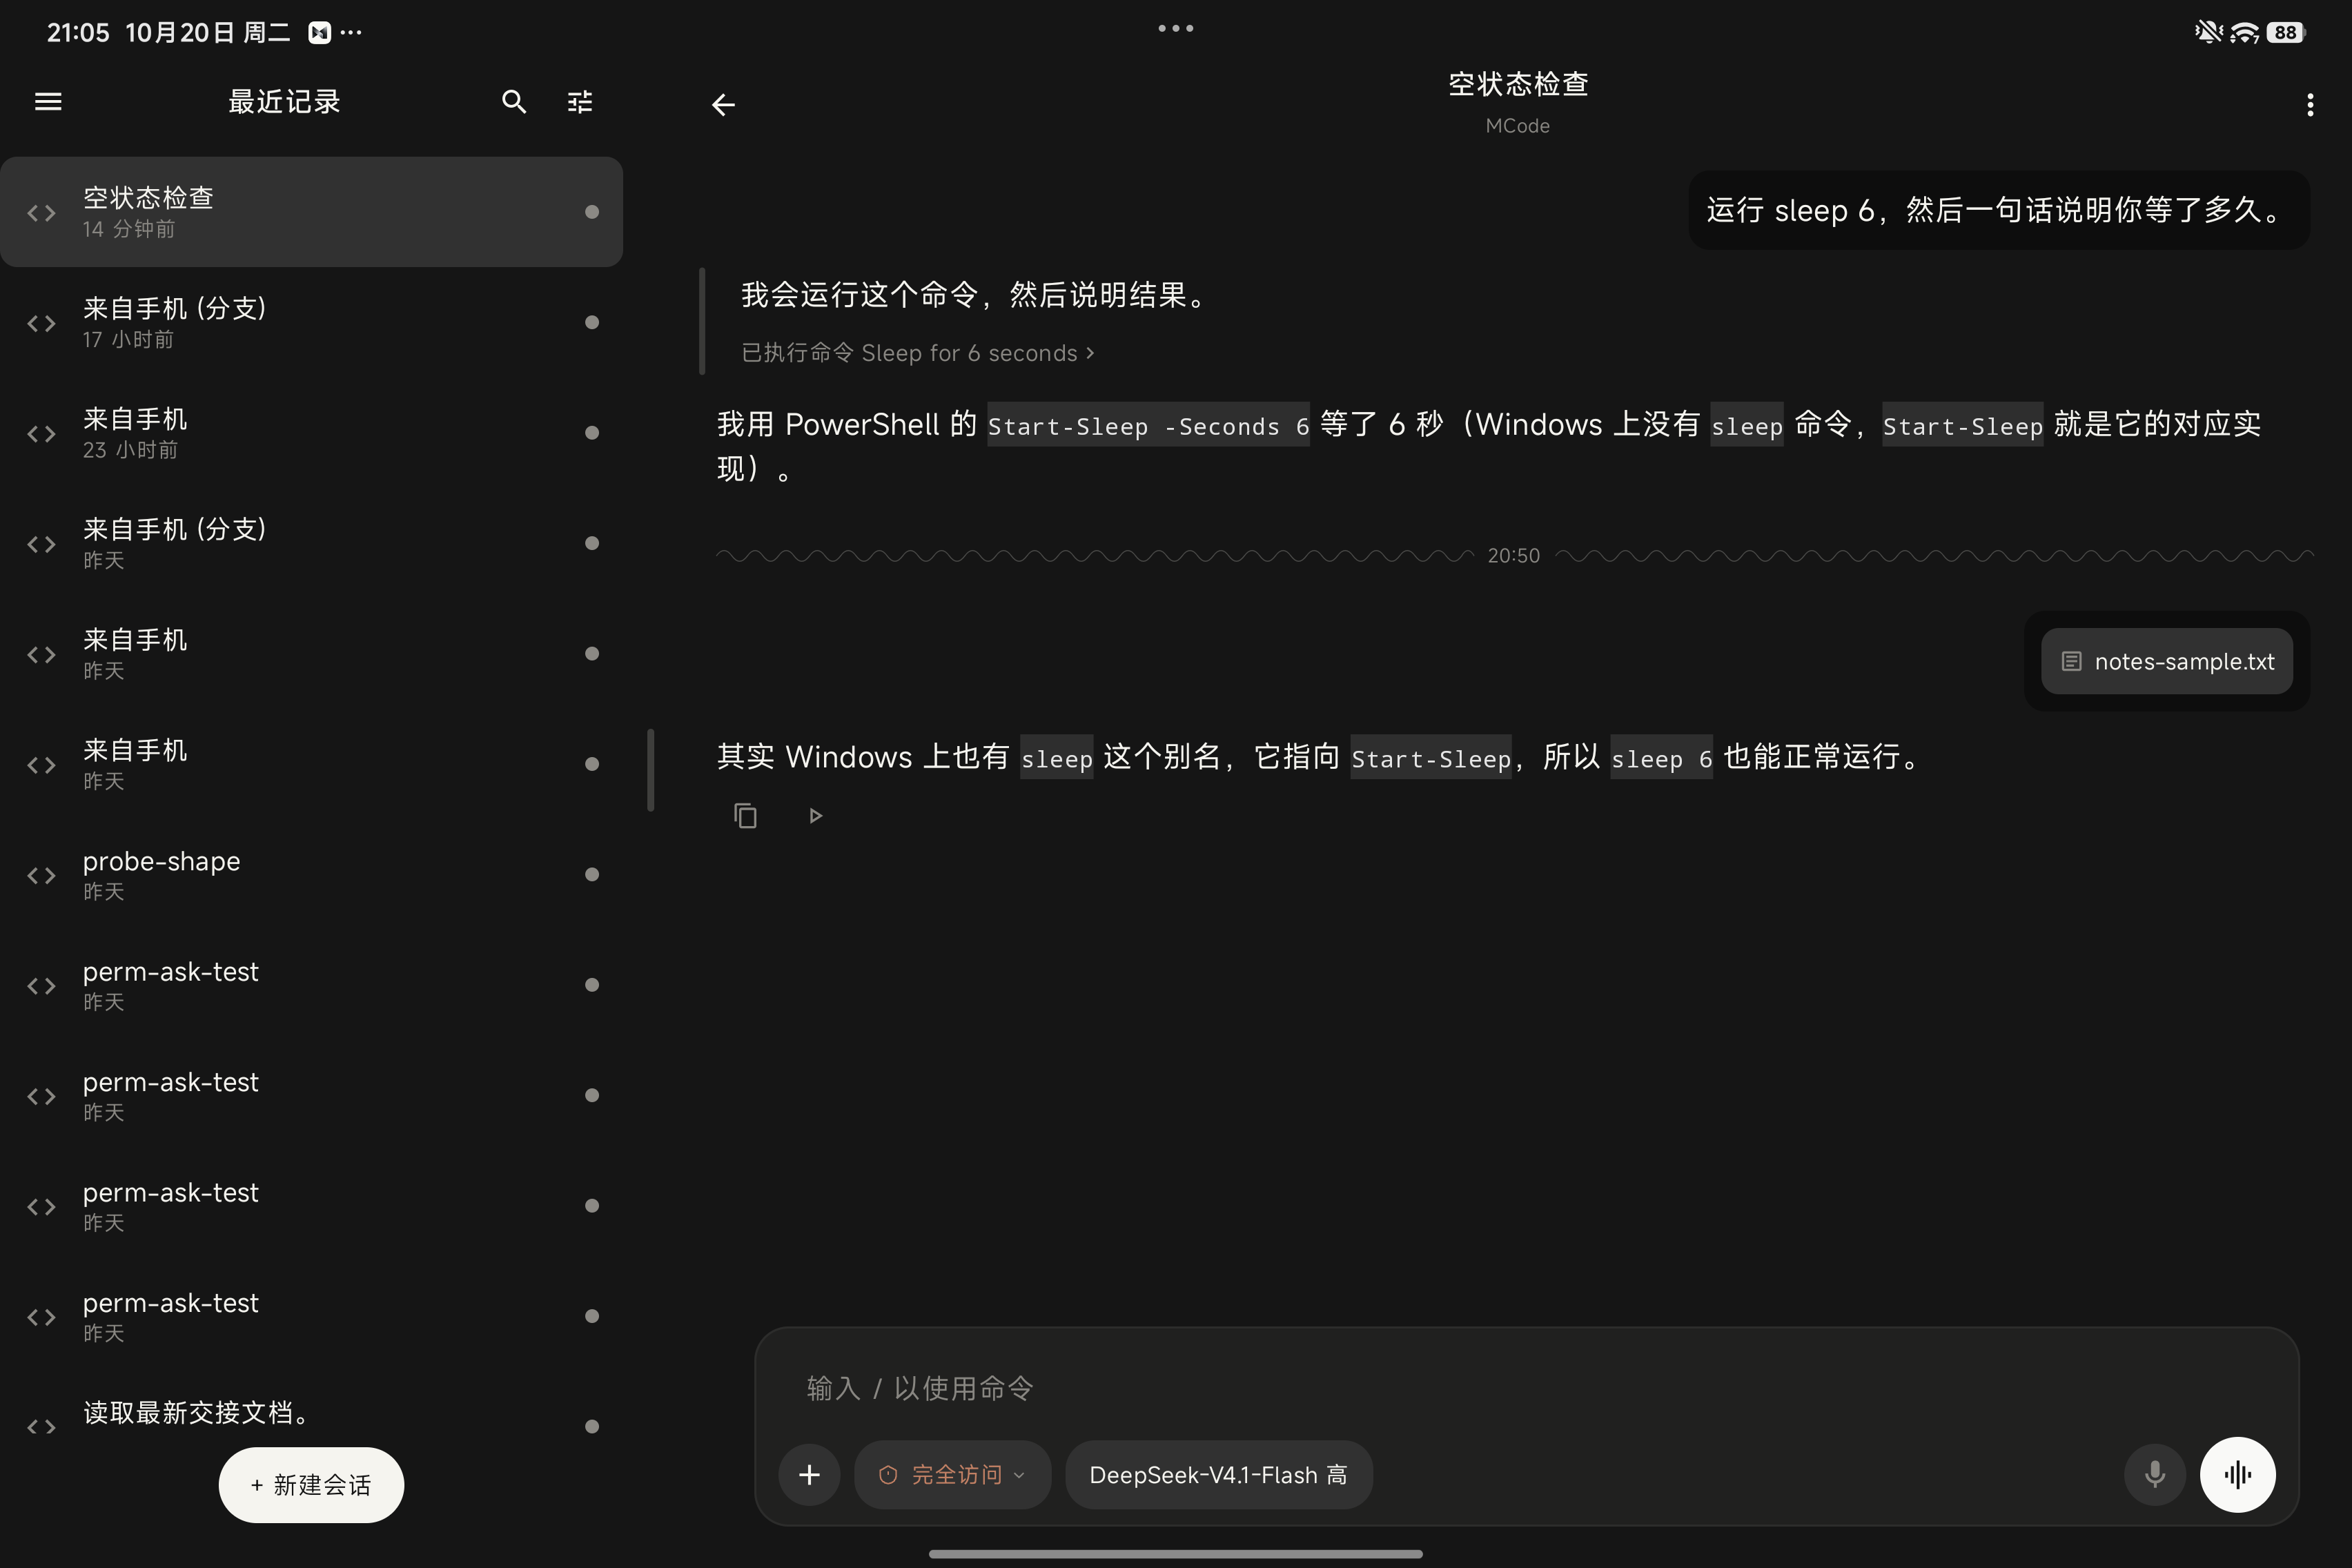 21:05 10月20日 周二
88
最近记录
空状态检查
14 分钟前
来自手机 (分支)
17 小时前
来自手机
23 小时前
来自手机 (分支)
昨天
来自手机
昨天
来自手机
昨天
probe-shape
昨天
perm-ask-test
昨天
perm-ask-test
昨天
perm-ask-test
昨天
perm-ask-test
昨天
读取最新交接文档。
+ 新建会话
空状态检查
MCode
运行 sleep 6，然后一句话说明你等了多久。
我会运行这个命令，然后说明结果。
已执行命令 Sleep for 6 seconds
我用 PowerShell 的 Start-Sleep -Seconds 6 等了 6 秒（Windows 上没有 sleep 命令，Start-Sleep 就是它的对应实
现）。
20:50
notes-sample.txt
其实 Windows 上也有 sleep 这个别名，它指向 Start-Sleep，所以 sleep 6 也能正常运行。
输入 / 以使用命令
完全访问
DeepSeek-V4.1-Flash 高